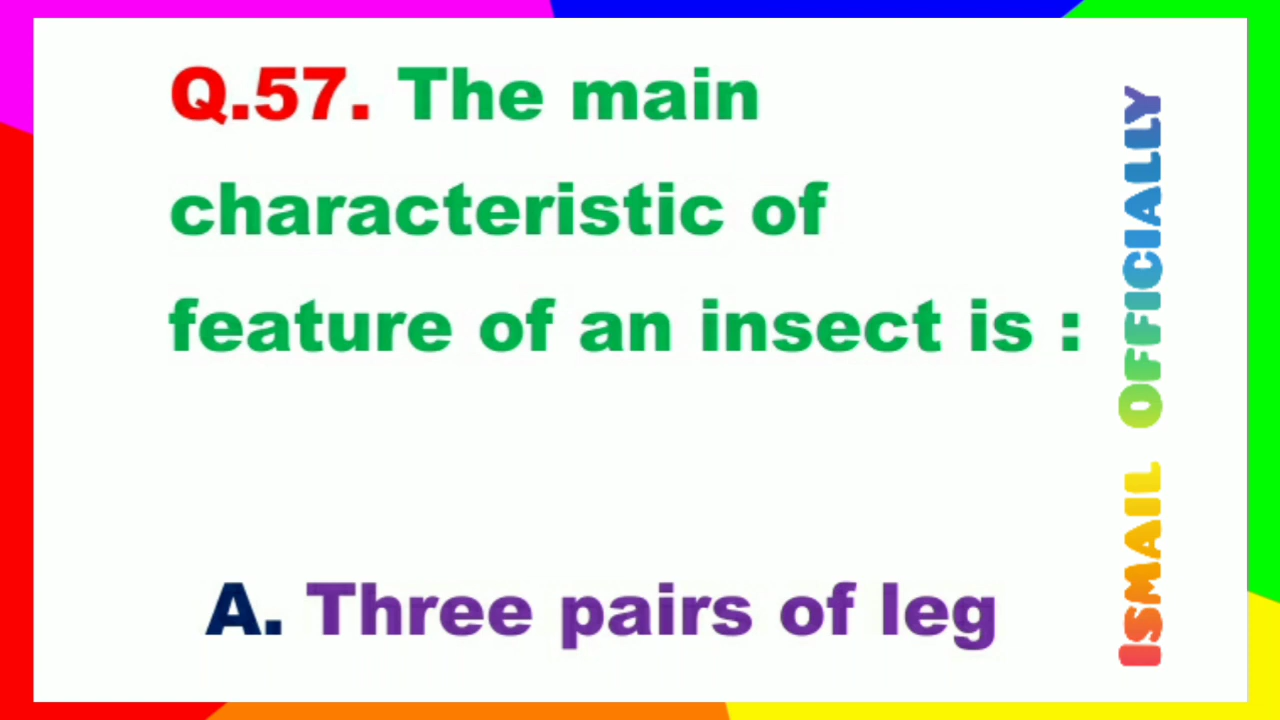 Q.57. The main
characteristic of
feature of an insect is :
A. Three pairs of leg
ISMAIL OFFICIALLY